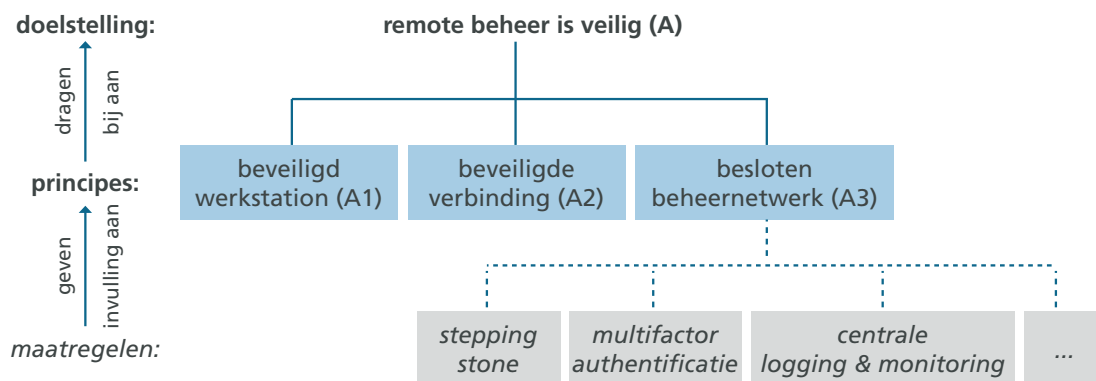 doelstelling:
remote beheer is veilig (A)
dragen
bij aan
principes:
beveiligd
werkstation (A1)
beveiligde
verbinding (A2)
besloten
beheernetwerk (A3)
geven
invulling aan
maatregelen:
stepping
stone
multifactor
authentificatie
centrale
logging & monitoring
...